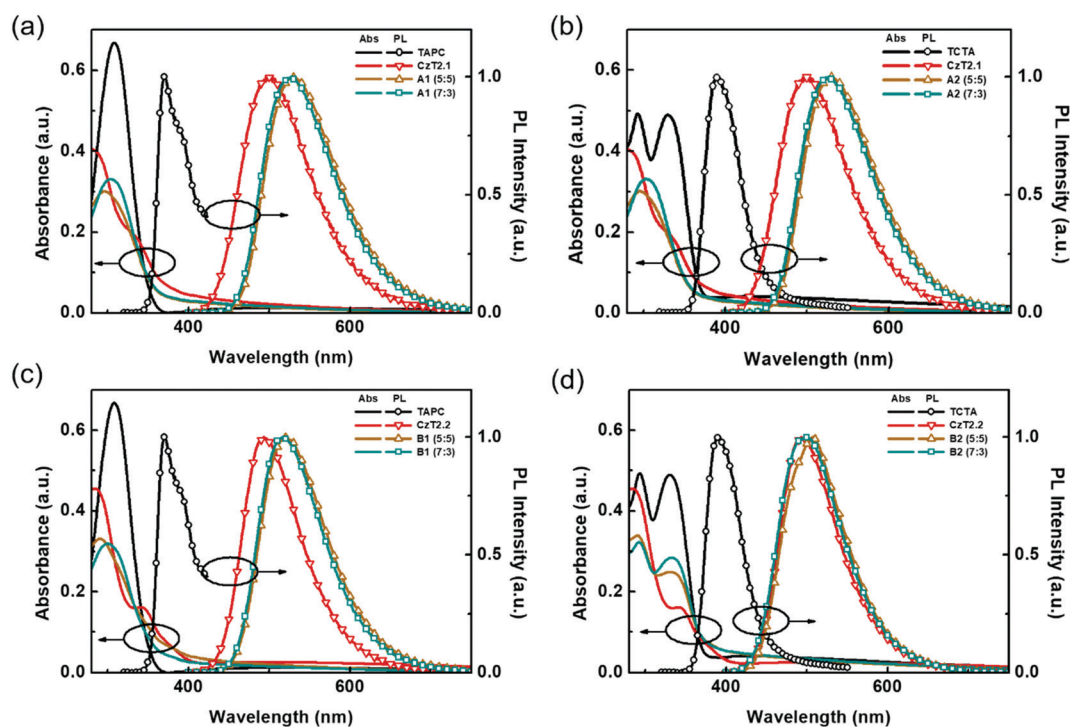 (a)
Abs PL
TAPC
CzT2.1
A1 (5:5)
A1 (7:3)
Absorbance (a.u.)
0.6
0.4
0.2
0.0
PL Intensity (a.u.)
1.0
0.5
0.0
400 600
Wavelength (nm)
(b)
Abs PL
TCTA
CzT2.1
A2 (5:5)
A2 (7:3)
Absorbance (a.u.)
0.6
0.4
0.2
0.0
PL Intensity (a.u.)
1.0
0.5
0.0
400 600
Wavelength (nm)
(c)
Abs PL
TAPC
CzT2.2
B1 (5:5)
B1 (7:3)
Absorbance (a.u.)
0.6
0.4
0.2
0.0
PL Intensity (a.u.)
1.0
0.5
0.0
400 600
Wavelength (nm)
(d)
Abs PL
TCTA
CzT2.2
B2 (5:5)
B2 (7:3)
Absorbance (a.u.)
0.6
0.4
0.2
0.0
PL Intensity (a.u.)
1.0
0.5
0.0
400 600
Wavelength (nm)